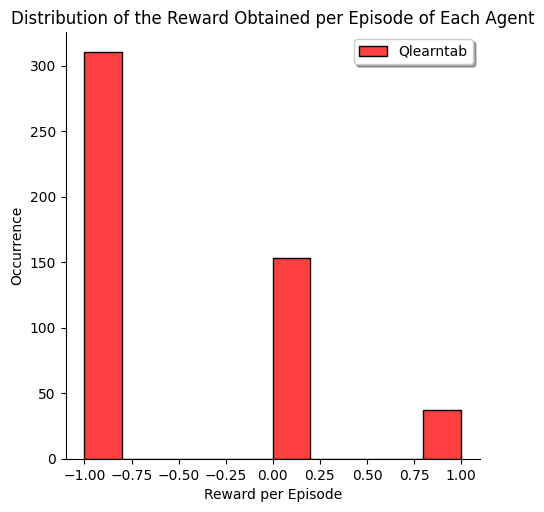 Distribution of the Reward Obtained per Episode of Each Agent
Qlearntab
300
250
200
150
100
50
0
Occurrence
−1.00 −0.75 −0.50 −0.25 0.00 0.25 0.50 0.75 1.00
Reward per Episode